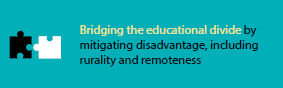 Bridging the educational divide by
mitigating disadvantage, including
rurality and remoteness